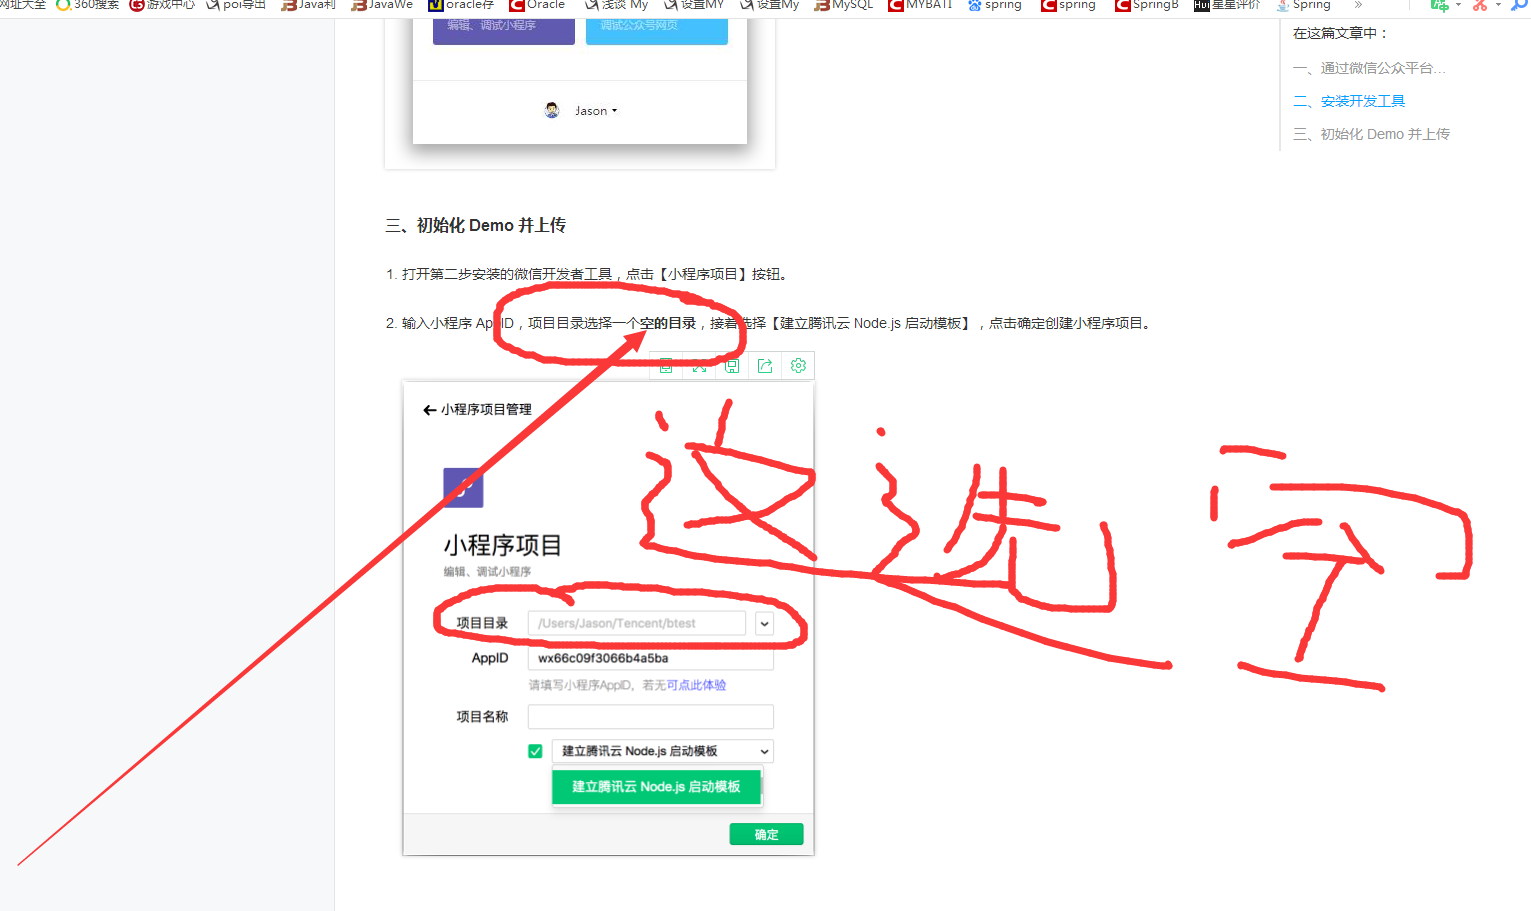 网址大全 360搜索 游戏中心 poi导出 Java利 JavaWe oracle存 Oracle 浅谈 My 设置MY 设置My MySQL MYBATI spring spring SpringB 星星评价 Spring »
编辑、调试小程序 调试公众号网页
Jason
在这篇文章中：
一、通过微信公众平台...
二、安装开发工具
三、初始化 Demo 并上传
三、初始化 Demo 并上传
1. 打开第二步安装的微信开发者工具，点击【小程序项目】按钮。
2. 输入小程序 AppID，项目目录选择一个空的目录，接着选择【建立腾讯云 Node.js 启动模板】，点击确定创建小程序项目。
小程序项目管理
小程序项目
编辑、调试小程序
项目目录 /Users/Jason/Tencent/btest
AppID wx66c09f3066b4a5ba
请填写小程序AppID，若无可点此体验
项目名称
建立腾讯云 Node.js 启动模板
建立腾讯云 Node.js 启动模板
确定
这选空